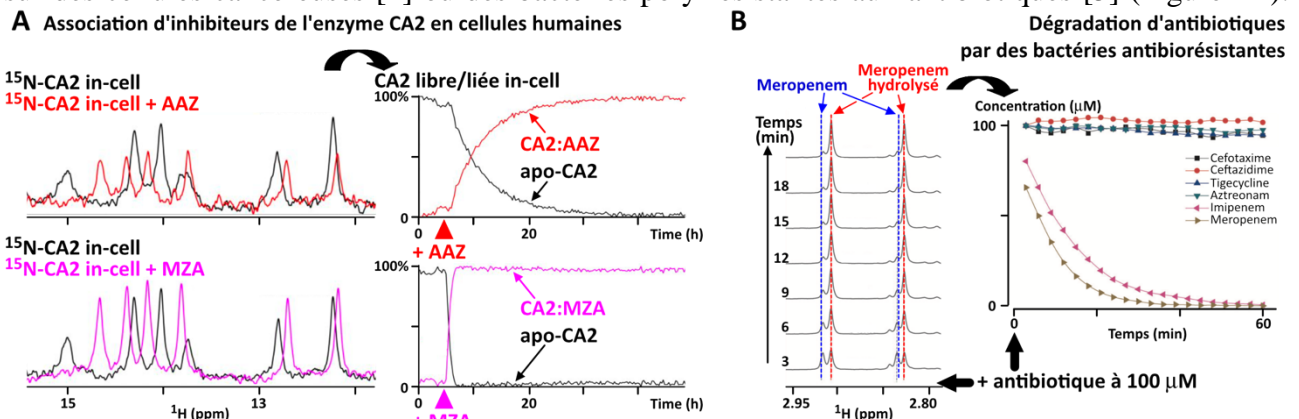 A Association d'inhibiteurs de l'enzyme CA2 en cellules humaines
15N-CA2 in-cell
15N-CA2 in-cell + AAZ
CA2 libre/liée in-cell
100%
CA2:AAZ
apo-CA2
0
20
Time (h)
+ AAZ
15N-CA2 in-cell
15N-CA2 in-cell + MZA
100%
CA2:MZA
apo-CA2
0
20
Time (h)
15
13
1H (ppm)
+ MZA
B Dégradation d'antibiotiques
par des bactéries antibiorésistantes
Meropenem
Meropenem
hydrolysé
Temps
(min)
18
15
12
9
6
3
2.95
2.80
1H (ppm)
Concentration (µM)
100
Cefotaxime
Ceftazidime
Tigecycline
Aztreonam
Imipenem
Meropenem
0
0
60
Temps (min)
+ antibiotique à 100 µM